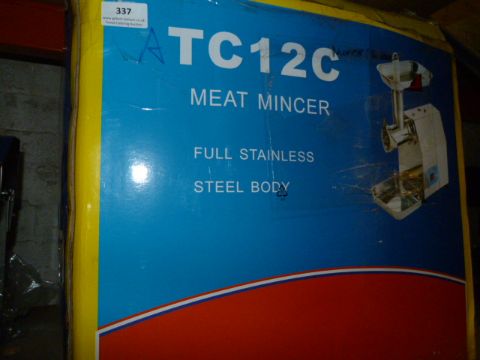 337
TC12C
MEAT MINCER
FULL STAINLESS
STEEL BODY